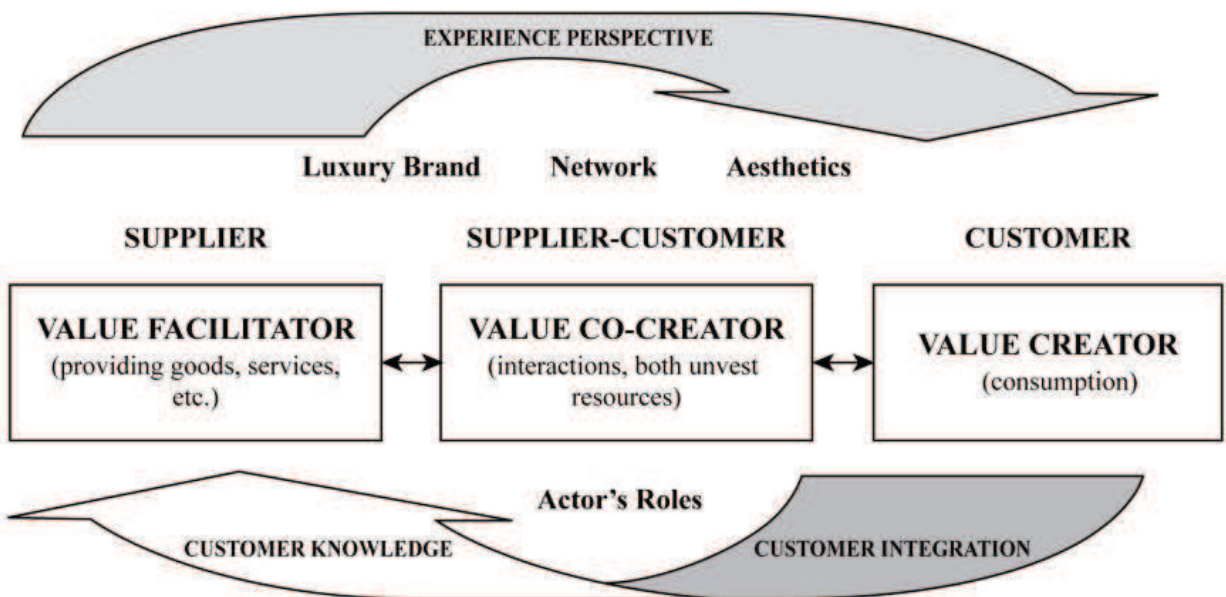 EXPERIENCE PERSPECTIVE
Luxury Brand Network Aesthetics
SUPPLIER SUPPLIER-CUSTOMER CUSTOMER
VALUE FACILITATOR
(providing goods, services,
etc.)
VALUE CO-CREATOR
(interactions, both unvest
resources)
VALUE CREATOR
(consumption)
Actor’s Roles
CUSTOMER KNOWLEDGE CUSTOMER INTEGRATION